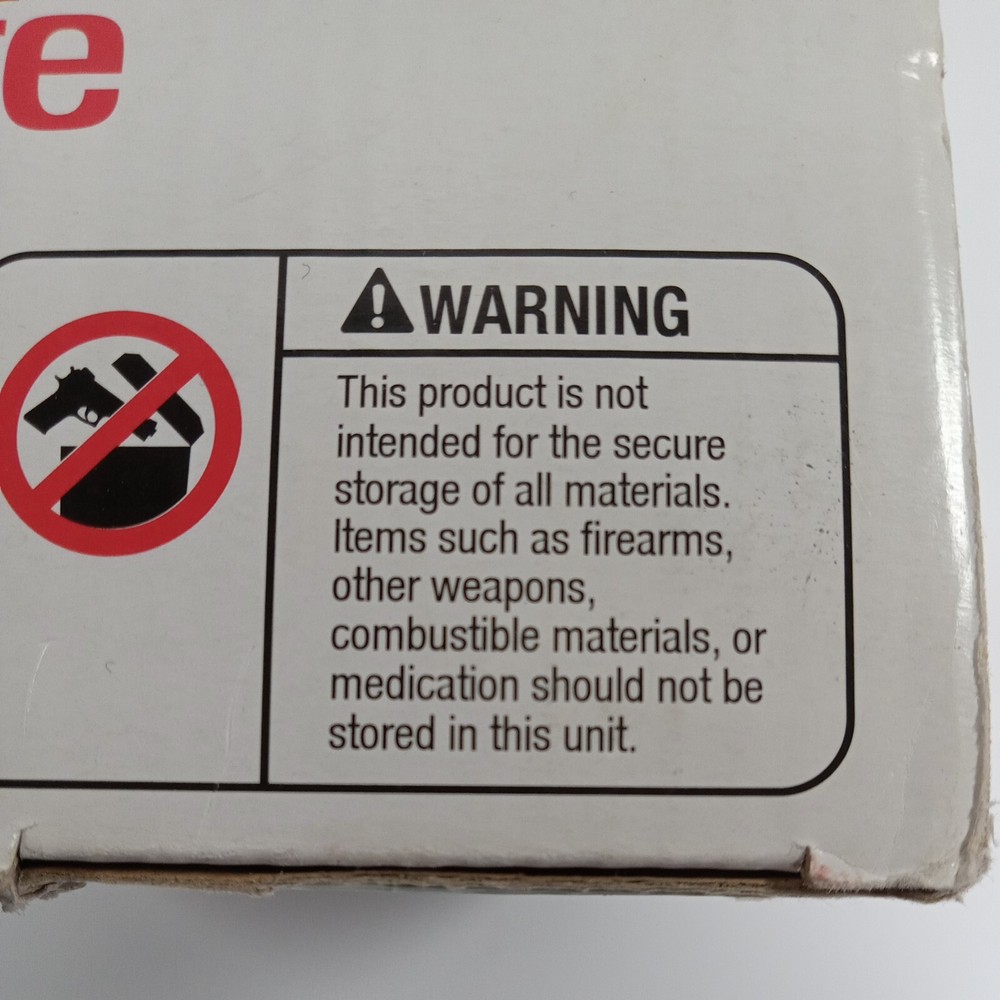 e
WARNING
This product is not
intended for the secure
storage of all materials.
Items such as firearms,
other weapons,
combustible materials, or
medication should not be
stored in this unit.